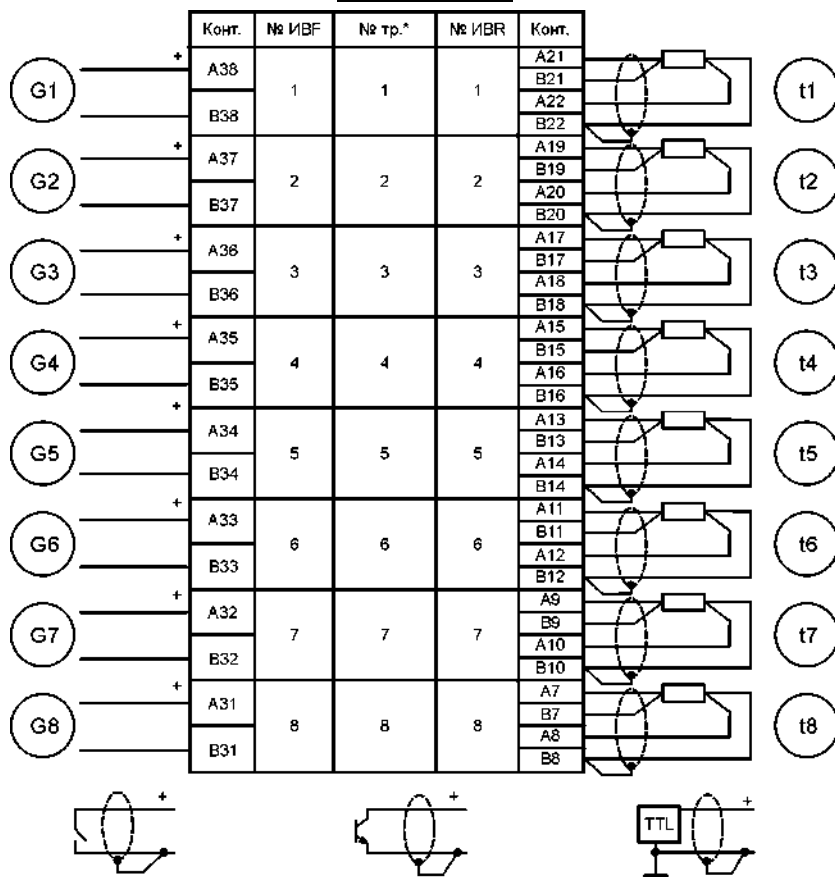 Конт. № ИВF № тр.* № ИВR Конт.
G1 + A38 B38 1 1 1 A21 B21 A22 B22 t1
G2 + A37 B37 2 2 2 A19 B19 A20 B20 t2
G3 + A36 B36 3 3 3 A17 B17 A18 B18 t3
G4 + A35 B35 4 4 4 A15 B15 A16 B16 t4
G5 + A34 B34 5 5 5 A13 B13 A14 B14 t5
G6 + A33 B33 6 6 6 A11 B11 A12 B12 t6
G7 + A32 B32 7 7 7 A9 B9 A10 B10 t7
G8 + A31 B31 8 8 8 A7 B7 A8 B8 t8
+ + TTL +